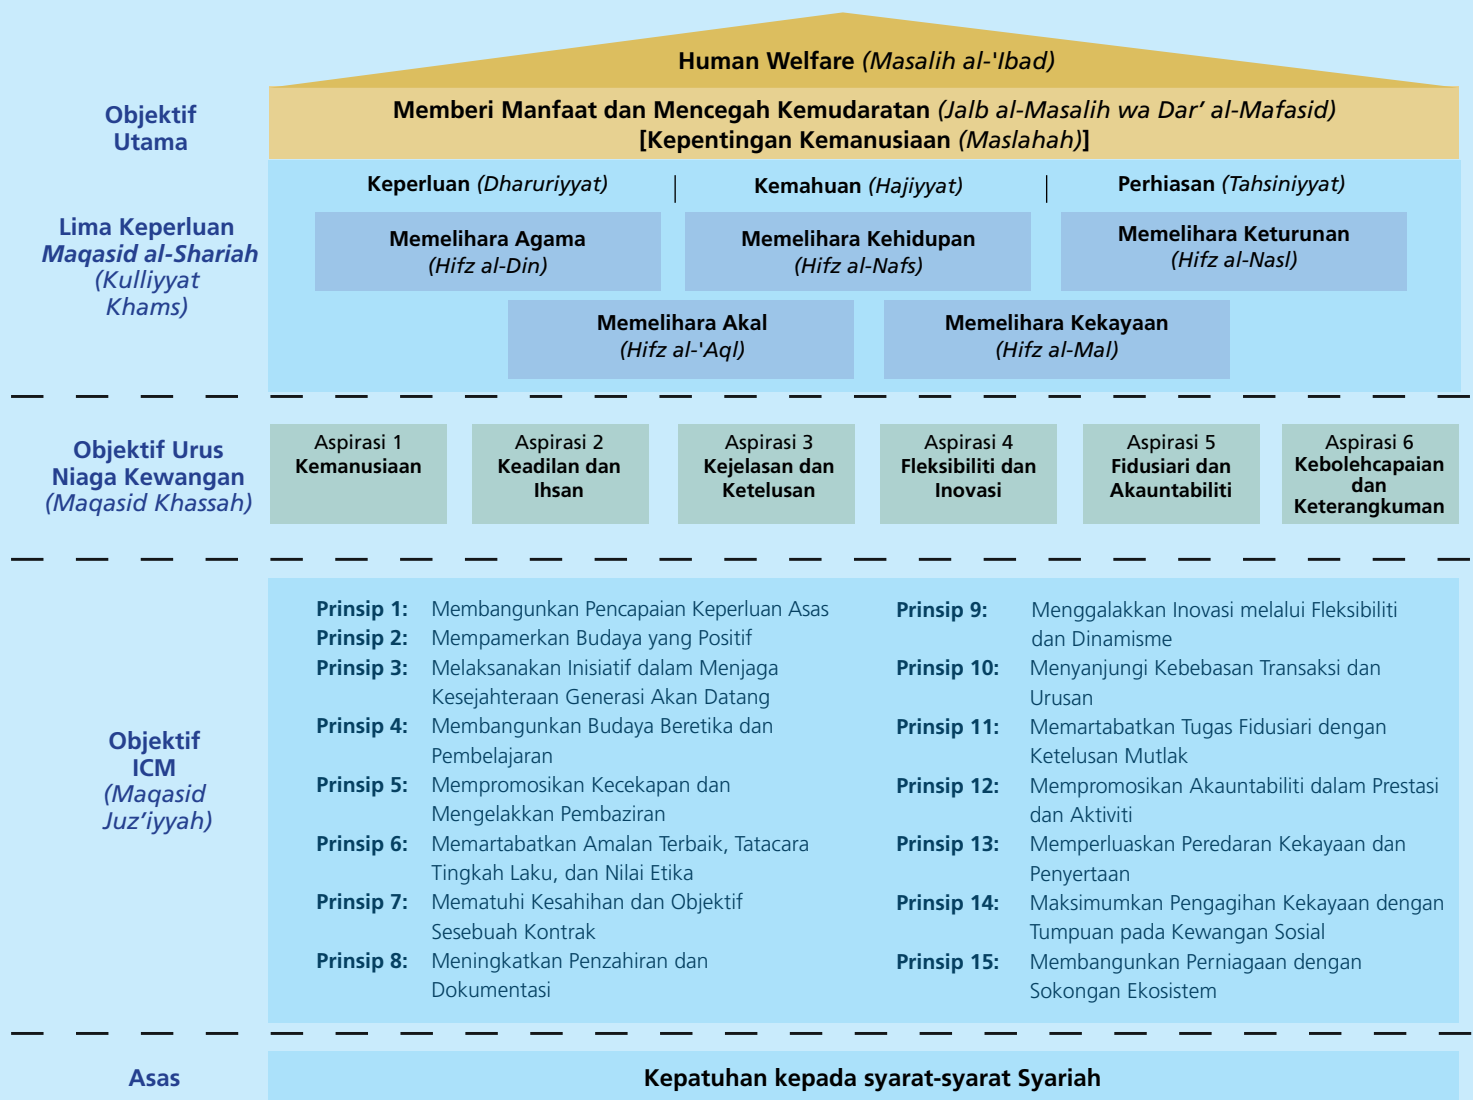 Human Welfare (Masalih al-'Ibad)
Objektif
Utama
Memberi Manfaat dan Mencegah Kemudaratan (Jalb al-Masalih wa Dar’ al-Mafasid)
[Kepentingan Kemanusiaan (Maslahah)]
Lima Keperluan
Maqasid al-Shariah
(Kulliyyat
Khams)
Keperluan (Dharuriyyat) | Kemahuan (Hajiyyat) | Perhiasan (Tahsiniyyat)
Memelihara Agama
(Hifz al-Din)
Memelihara Kehidupan
(Hifz al-Nafs)
Memelihara Keturunan
(Hifz al-Nasl)
Memelihara Akal
(Hifz al-'Aql)
Memelihara Kekayaan
(Hifz al-Mal)
Objektif Urus
Niaga Kewangan
(Maqasid Khassah)
Aspirasi 1
Kemanusiaan
Aspirasi 2
Keadilan dan
Ihsan
Aspirasi 3
Kejelasan dan
Ketelusan
Aspirasi 4
Fleksibiliti dan
Inovasi
Aspirasi 5
Fidusiari dan
Akauntabiliti
Aspirasi 6
Kebolehcapaian
dan
Keterangkuman
Objektif
ICM
(Maqasid
Juz’iyyah)
Prinsip 1: Membangunkan Pencapaian Keperluan Asas
Prinsip 2: Mempamerkan Budaya yang Positif
Prinsip 3: Melaksanakan Inisiatif dalam Menjaga
Kesejahteraan Generasi Akan Datang
Prinsip 4: Membangunkan Budaya Beretika dan
Pembelajaran
Prinsip 5: Mempromosikan Kecekapan dan
Mengelakkan Pembaziran
Prinsip 6: Memartabatkan Amalan Terbaik, Tatacara
Tingkah Laku, dan Nilai Etika
Prinsip 7: Mematuhi Kesahihan dan Objektif
Sesebuah Kontrak
Prinsip 8: Meningkatkan Penzahiran dan
Dokumentasi
Prinsip 9: Menggalakkan Inovasi melalui Fleksibiliti
dan Dinamisme
Prinsip 10: Menyanjungi Kebebasan Transaksi dan
Urusan
Prinsip 11: Memartabatkan Tugas Fidusiari dengan
Ketelusan Mutlak
Prinsip 12: Mempromosikan Akauntabiliti dalam Prestasi
dan Aktiviti
Prinsip 13: Memperluaskan Peredaran Kekayaan dan
Penyertaan
Prinsip 14: Maksimumkan Pengagihan Kekayaan dengan
Tumpuan pada Kewangan Sosial
Prinsip 15: Membangunkan Perniagaan dengan
Sokongan Ekosistem
Asas
Kepatuhan kepada syarat-syarat Syariah